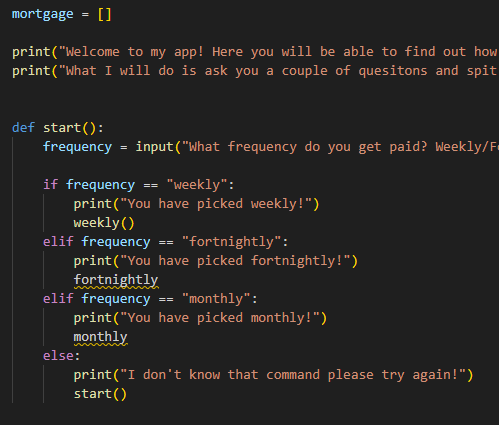 mortgage = []
print("Welcome to my app! Here you will be able to find out how
print("What I will do is ask you a couple of quesitons and spit
def start():
    frequency = input("What frequency do you get paid? Weekly/Fo
    if frequency == "weekly":
        print("You have picked weekly!")
        weekly()
    elif frequency == "fortnightly":
        print("You have picked fortnightly!")
        fortnightly
    elif frequency == "monthly":
        print("You have picked monthly!")
        monthly
    else:
        print("I don't know that command please try again!")
        start()